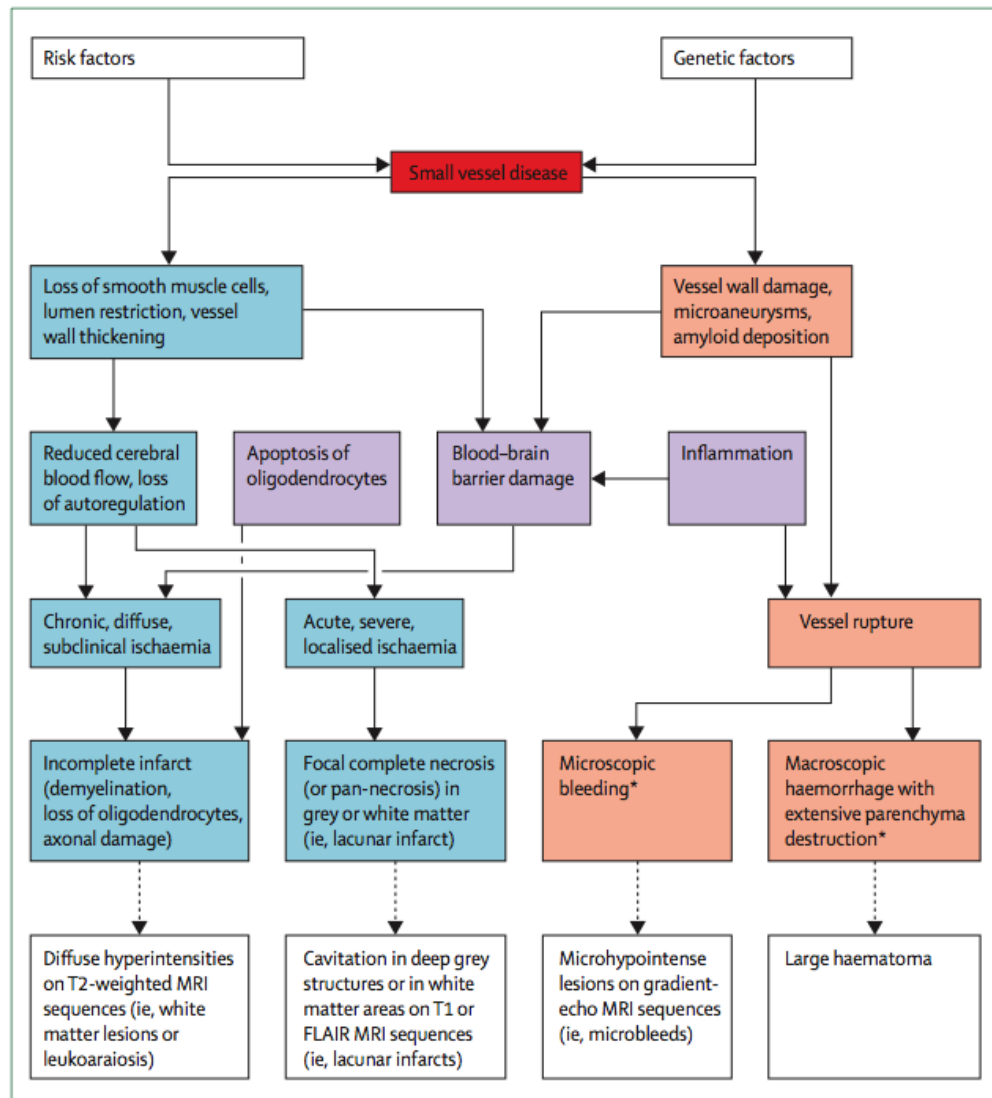 Risk factors
Genetic factors
Small vessel disease
Loss of smooth muscle cells,
lumen restriction, vessel
wall thickening
Vessel wall damage,
microaneurysms,
amyloid deposition
Reduced cerebral
blood flow, loss
of autoregulation
Apoptosis of
oligodendrocytes
Blood–brain
barrier damage
Inflammation
Chronic, diffuse,
subclinical ischaemia
Acute, severe,
localised ischaemia
Vessel rupture
Incomplete infarct
(demyelination,
loss of oligodendrocytes,
axonal damage)
Focal complete necrosis
(or pan-necrosis) in
grey or white matter
(ie, lacunar infarct)
Microscopic
bleeding*
Macroscopic
haemorrhage with
extensive parenchyma
destruction*
Diffuse hyperintensities
on T2-weighted MRI
sequences (ie, white
matter lesions or
leukoaraiosis)
Cavitation in deep grey
structures or in white
matter areas on T1 or
FLAIR MRI sequences
(ie, lacunar infarcts)
Microhypointense
lesions on gradient-
echo MRI sequences
(ie, microbleeds)
Large haematoma